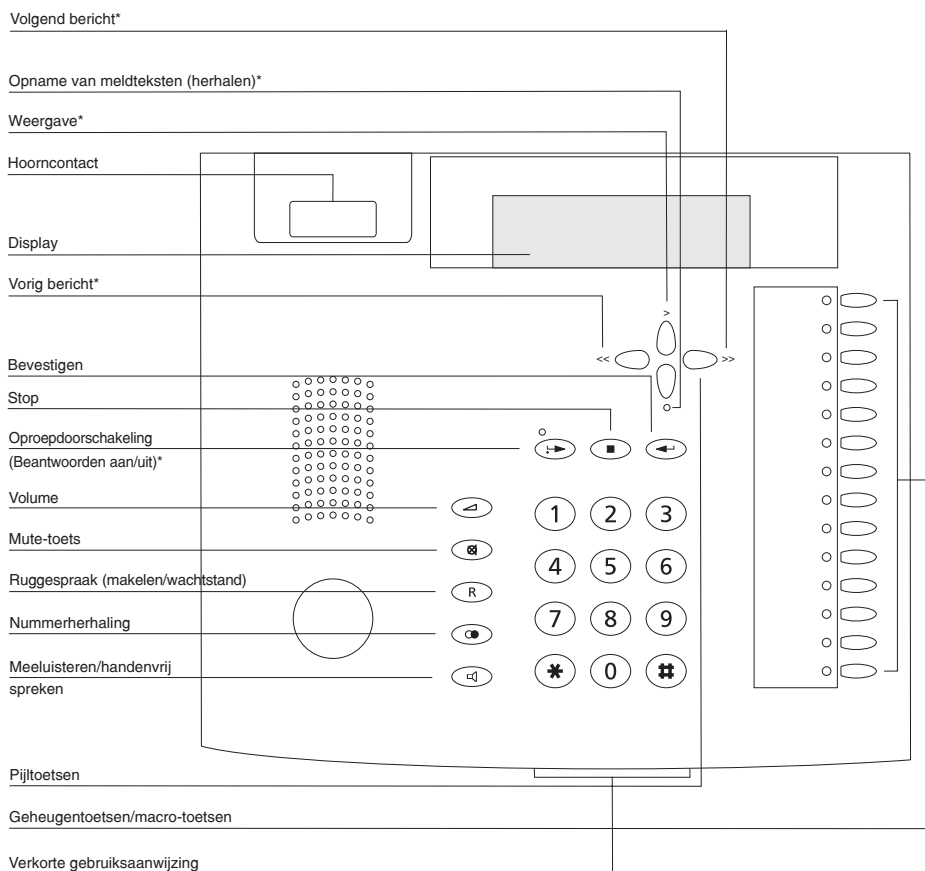 Volgend bericht*
Opname van meldteksten (herhalen)*
Weergave*
Hoorncontact
Display
Vorig bericht*
>
<< >>
Bevestigen
Stop
Oproepdoorschakeling
(Beantwoorden aan/uit)*
Volume
1 2 3
Mute-toets
4 5 6
Ruggespraak (makelen/wachtstand)
R
Nummerherhaling
7 8 9
Meeluisteren/handenvrij
spreken
* 0 #
Pijltoetsen
Geheugentoetsen/macro-toetsen
Verkorte gebruiksaanwijzing